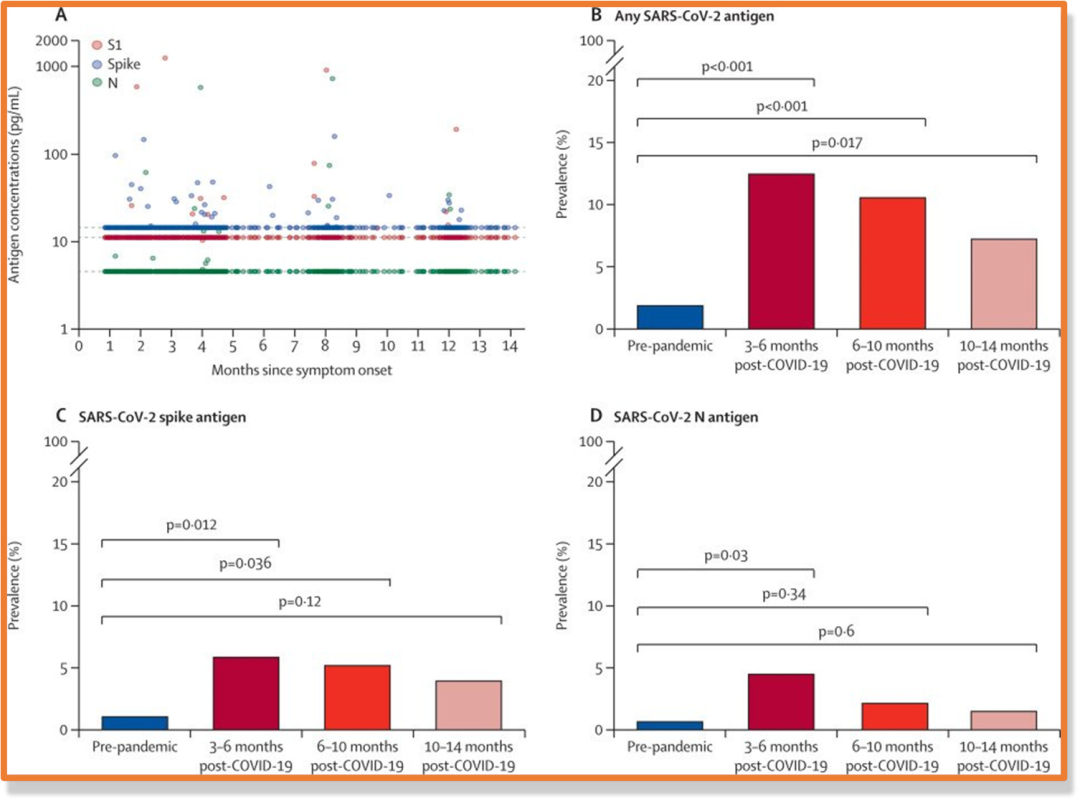 A
2000
1000
100
10
1
Antigen concentrations (pg/mL)
S1
Spike
N
0 1 2 3 4 5 6 7 8 9 10 11 12 13 14
Months since symptom onset
B Any SARS-CoV-2 antigen
100
20
15
10
5
0
Prevalence (%)
p<0·001
p<0·001
p=0·017
Pre-pandemic 3–6 months 6–10 months 10–14 months
post-COVID-19 post-COVID-19 post-COVID-19
C SARS-CoV-2 spike antigen
100
20
15
10
5
0
Prevalence (%)
p=0·012
p=0·036
p=0·12
Pre-pandemic 3–6 months 6–10 months 10–14 months
post-COVID-19 post-COVID-19 post-COVID-19
D SARS-CoV-2 N antigen
100
20
15
10
5
0
Prevalence (%)
p=0·03
p=0·34
p=0·6
Pre-pandemic 3–6 months 6–10 months 10–14 months
post-COVID-19 post-COVID-19 post-COVID-19